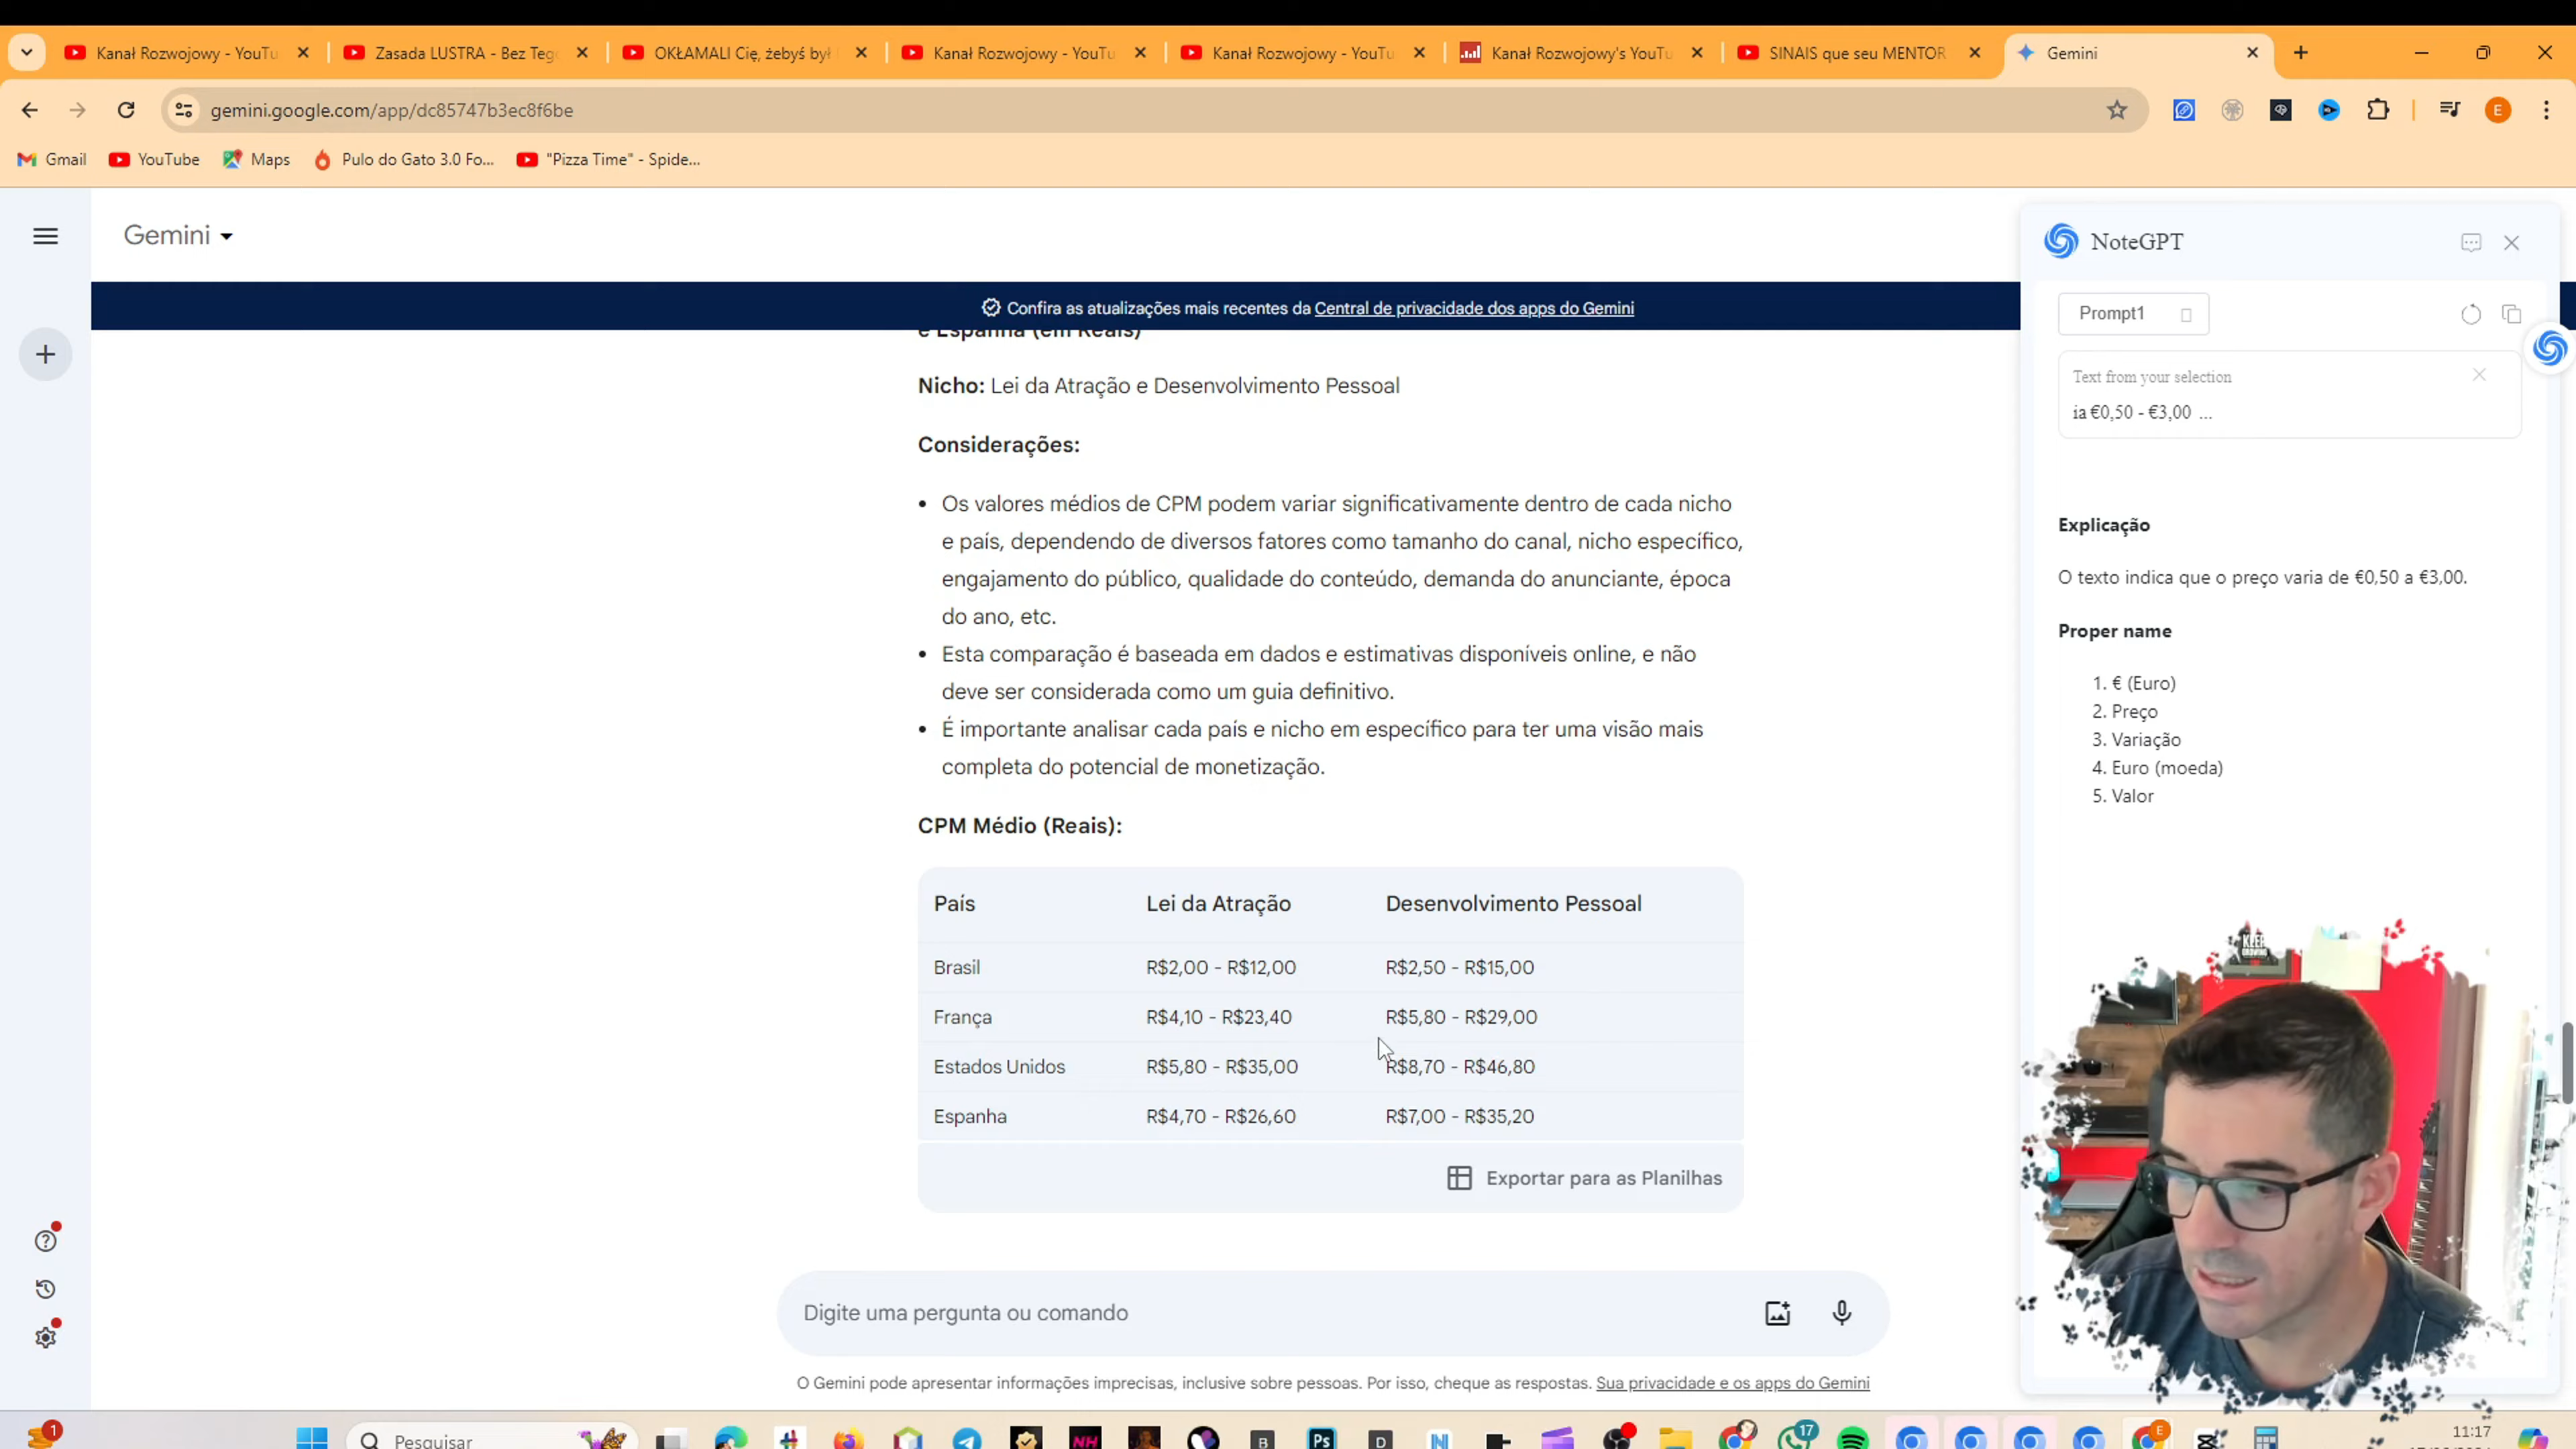 Kanał Rozwojowy - YouTu
Zasada LUSTRA - Bez Teg
OKŁAMALI Cię, żebyś był
Kanał Rozwojowy - YouTu
Kanał Rozwojowy - YouTu
Kanał Rozwojowy's YouTu
SINAIS que seu MENTOR
Gemini
gemini.google.com/app/dc85747b3ec8f6be
E
Gmail
YouTube
Maps
Pulo do Gato 3.0 Fo...
"Pizza Time" - Spide...
Gemini
Confira as atualizações mais recentes da Central de privacidade dos apps do Gemini
e Espanha (em Reais)
Nicho: Lei da Atração e Desenvolvimento Pessoal
Considerações:
• Os valores médios de CPM podem variar significativamente dentro de cada nicho
e país, dependendo de diversos fatores como tamanho do canal, nicho específico,
engajamento do público, qualidade do conteúdo, demanda do anunciante, época
do ano, etc.
• Esta comparação é baseada em dados e estimativas disponíveis online, e não
deve ser considerada como um guia definitivo.
• É importante analisar cada país e nicho em específico para ter uma visão mais
completa do potencial de monetização.
CPM Médio (Reais):
País Lei da Atração Desenvolvimento Pessoal
Brasil R$2,00 - R$12,00 R$2,50 - R$15,00
França R$4,10 - R$23,40 R$5,80 - R$29,00
Estados Unidos R$5,80 - R$35,00 R$8,70 - R$46,80
Espanha R$4,70 - R$26,60 R$7,00 - R$35,20
Exportar para as Planilhas
Digite uma pergunta ou comando
O Gemini pode apresentar informações imprecisas, inclusive sobre pessoas. Por isso, cheque as respostas. Sua privacidade e os apps do Gemini
NoteGPT
Prompt1
Text from your selection
ia €0,50 - €3,00 ...
Explicação
O texto indica que o preço varia de €0,50 a €3,00.
Proper name
1. € (Euro)
2. Preço
3. Variação
4. Euro (moeda)
5. Valor
KEEP
GROWING
1
Pesquisar
NH
B
Ps
D
N
17
E
11:17